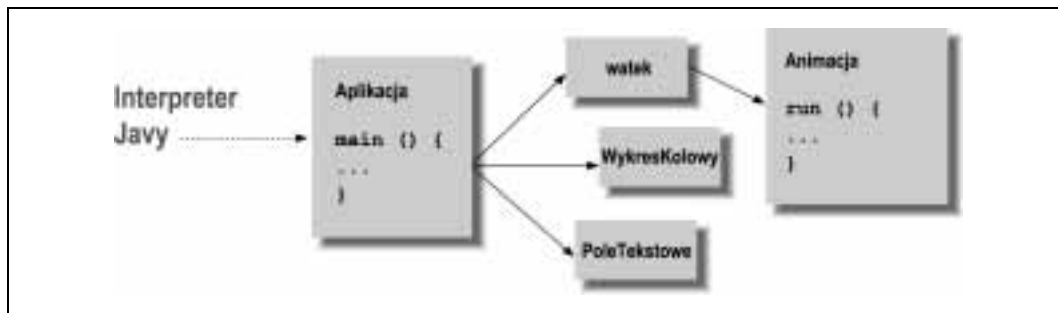 Interpreter
Javy
Aplikacja
main () {
...
}
watek
WykresKolowy
PoleTekstowe
Animacja
run () {
...
}